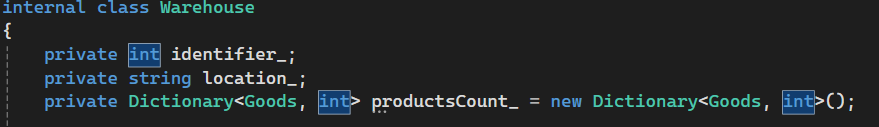 internal class Warehouse
{
private int identifier_;
private string location_;
private Dictionary<Goods, int> productsCount_ = new Dictionary<Goods, int>();